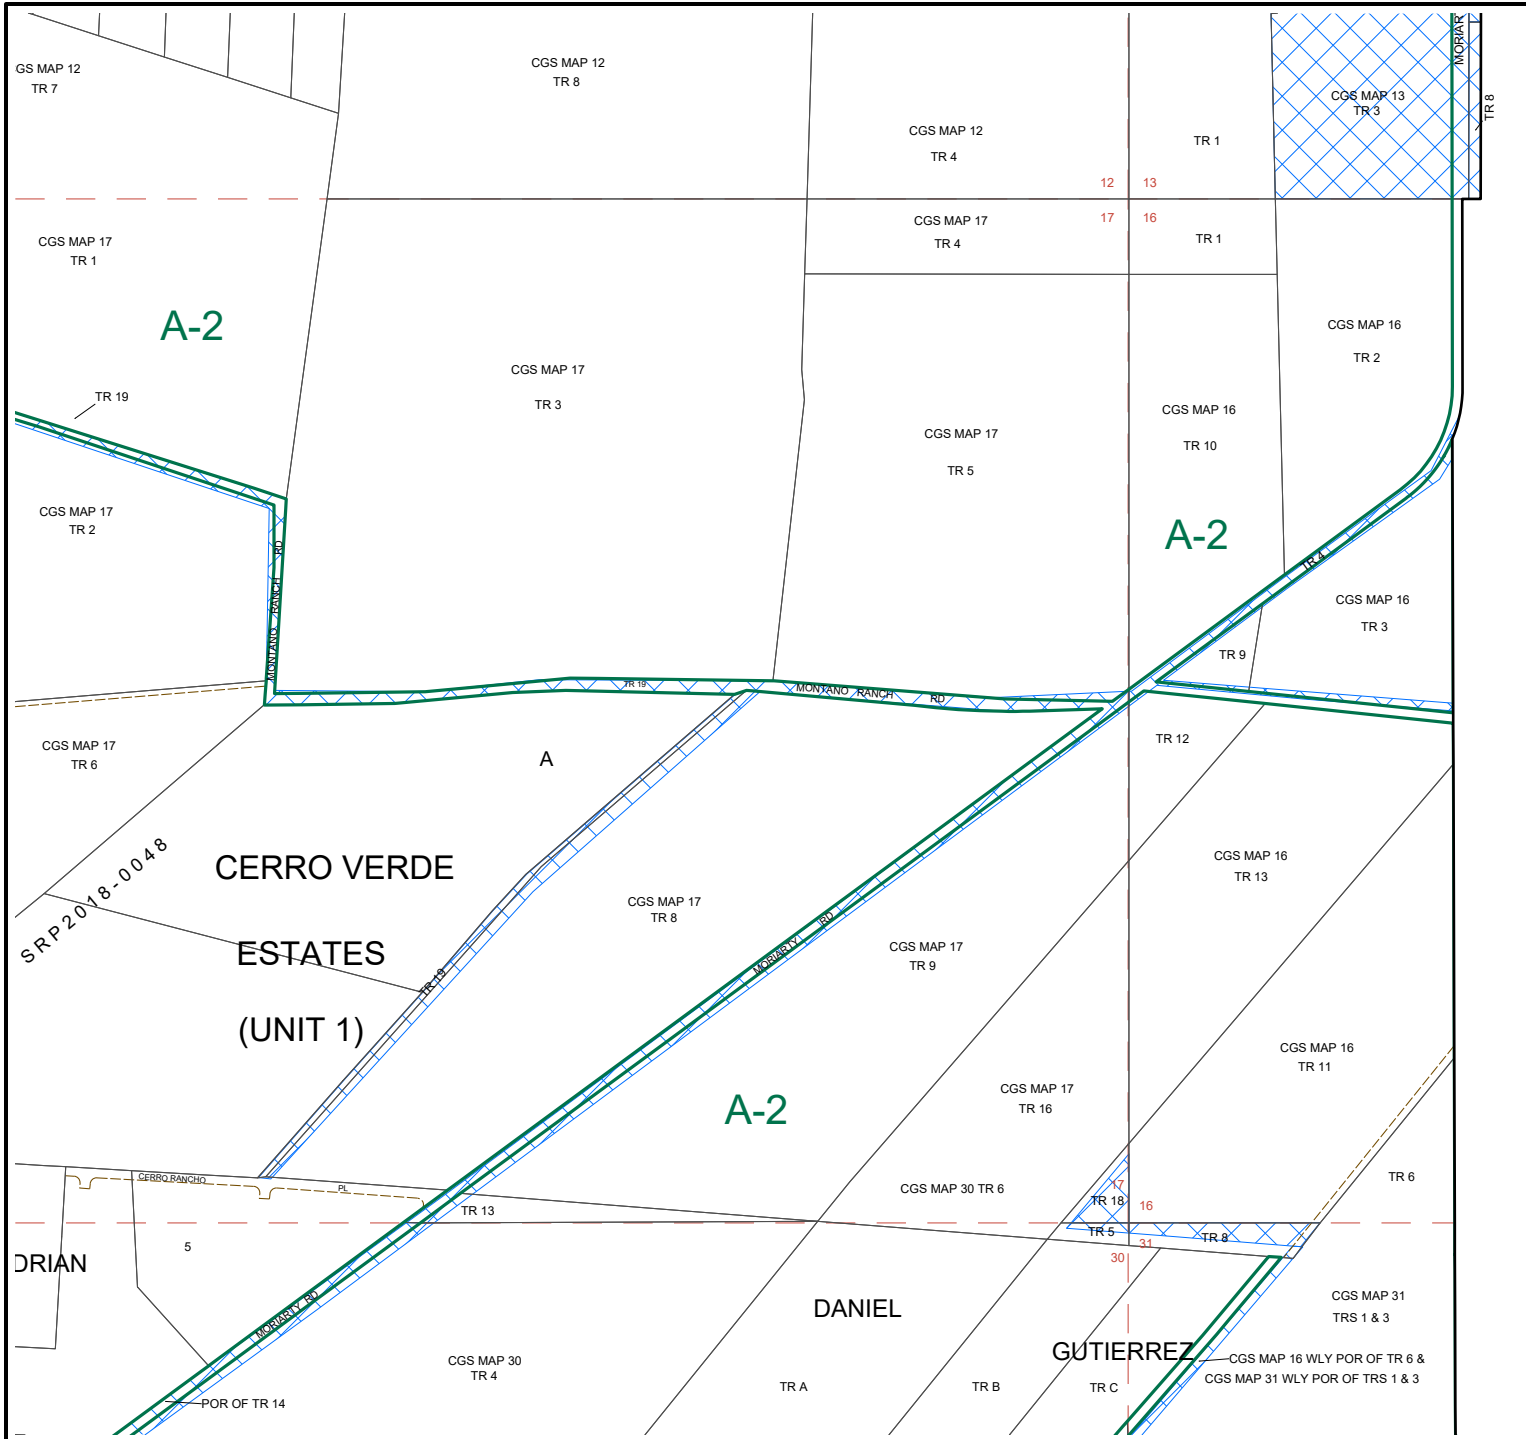 GS MAP 12
TR 7
CGS MAP 12
TR 8
CGS MAP 12
TR 4
TR 1
CGS MAP 13
TR 3
MORIAR
TR 8
12 13
17 16
CGS MAP 17
TR 1
CGS MAP 17
TR 4
TR 1
A-2
CGS MAP 16
TR 2
CGS MAP 17
TR 3
TR 19
CGS MAP 16
TR 10
CGS MAP 17
TR 5
CGS MAP 17
TR 2
A-2
MONTANO RANCH RD
TR 4
CGS MAP 16
TR 3
TR 9
TR 19
MONTANO RANCH RD
CGS MAP 17
TR 6
A
TR 12
SRP2018-0048
CERRO VERDE
ESTATES
(UNIT 1)
TR 19
CGS MAP 17
TR 8
MORIARTY RD
CGS MAP 17
TR 9
CGS MAP 16
TR 13
CGS MAP 16
TR 11
A-2
CGS MAP 17
TR 16
CERRO RANCHO PL
TR 13
CGS MAP 30 TR 6
17
TR 18
16
TR 6
TR 5
TR 8
31
30
DRIAN
5
MORIARTY RD
DANIEL
GUTIERREZ
CGS MAP 31
TRS 1 & 3
CGS MAP 30
TR 4
CGS MAP 16 WLY POR OF TR 6 &
CGS MAP 31 WLY POR OF TRS 1 & 3
TR A
TR B
TR C
POR OF TR 14